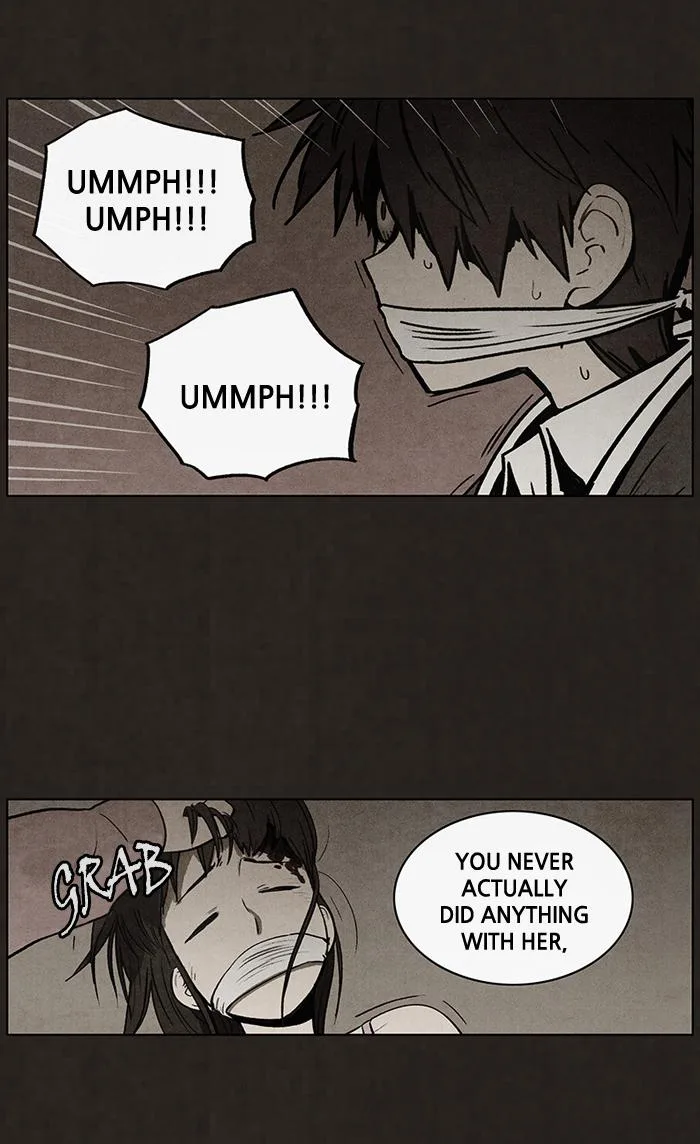 UMMPH!!!
UMPH!!!
UMMPH!!!
GRAB
YOU NEVER
ACTUALLY
DID ANYTHING
WITH HER,